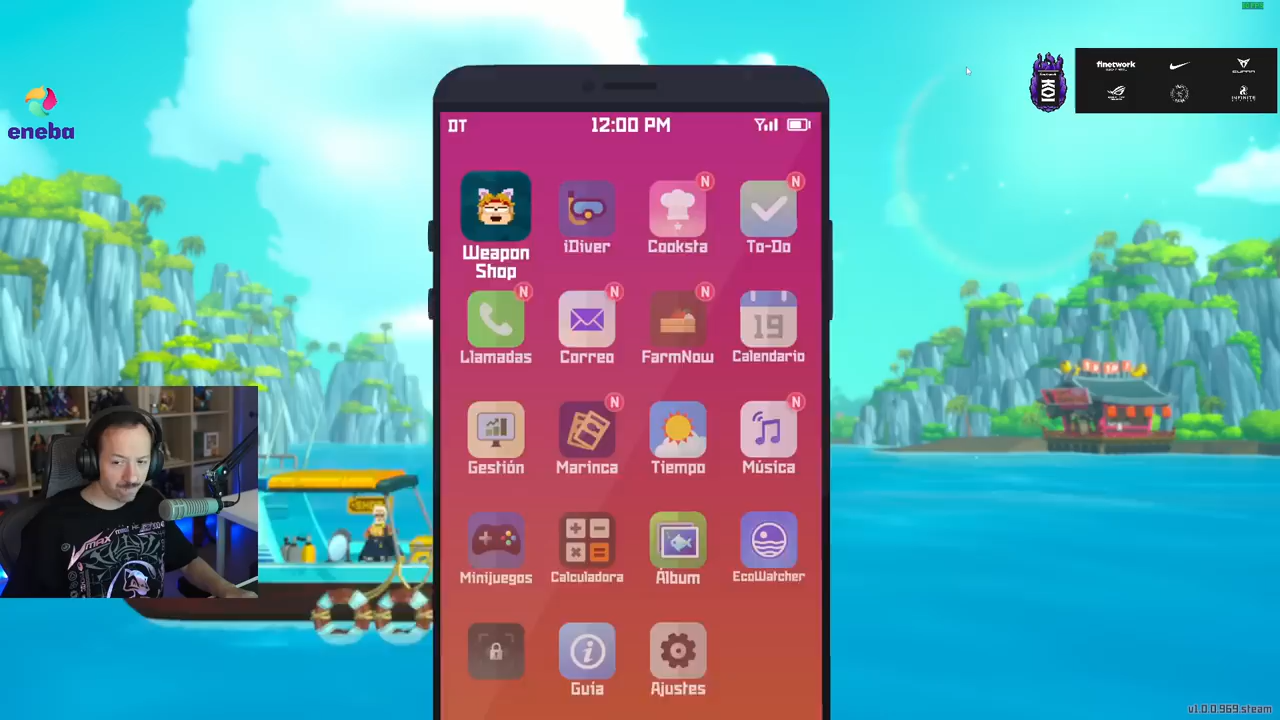 finetwork
KOI
eneba
DT
12:00 PM
N
N
Weapon
Shop
iDiver
Cooksta
To-Do
N
N
N
19
Llamadas
Correo
FarmNow
Calendario
N
N
Gestión
Marinca
Tiempo
Música
Minijuegos
Calculadora
Álbum
EcoWatcher
Guía
Ajustes
v1.0.0.969.steam